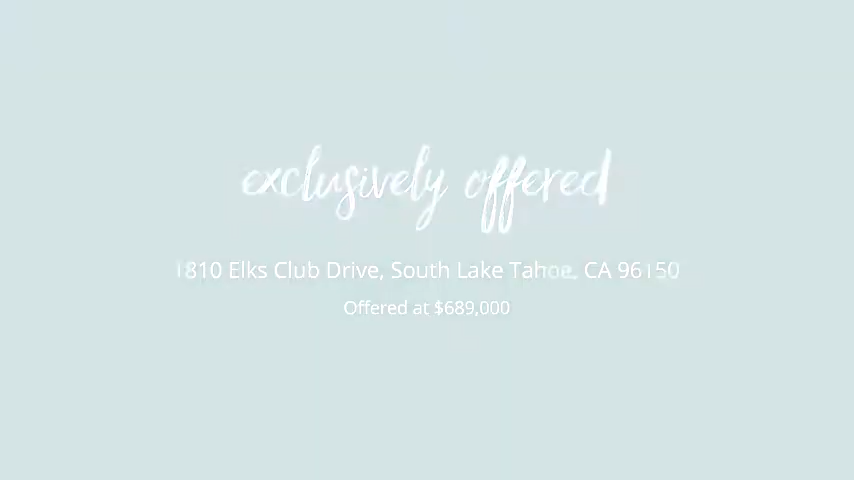 exclusively offered
1810 Elks Club Drive, South Lake Tahoe, CA 96150
Offered at $689,000